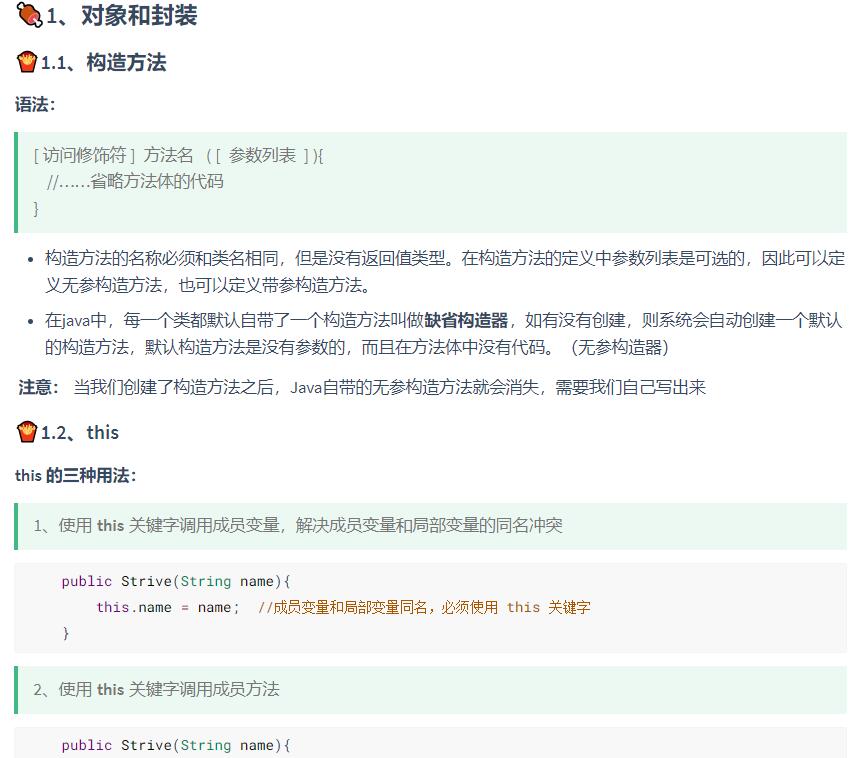 1、对象和封装
1.1、构造方法
语法：
[ 访问修饰符 ] 方法名 （ [ 参数列表 ] ){
//……省略方法体的代码
}
构造方法的名称必须和类名相同，但是没有返回值类型。在构造方法的定义中参数列表是可选的，因此可以定
义无参构造方法，也可以定义带参构造方法。
在java中，每一个类都默认自带了一个构造方法叫做缺省构造器，如有没有创建，则系统会自动创建一个默认
的构造方法，默认构造方法是没有参数的，而且在方法体中没有代码。（无参构造器）
注意： 当我们创建了构造方法之后，Java自带的无参构造方法就会消失，需要我们自己写出来
1.2、this
this 的三种用法：
1、使用 this 关键字调用成员变量，解决成员变量和局部变量的同名冲突
public Strive(String name){
this.name = name;  //成员变量和局部变量同名，必须使用 this 关键字
}
2、使用 this 关键字调用成员方法
public Strive(String name){